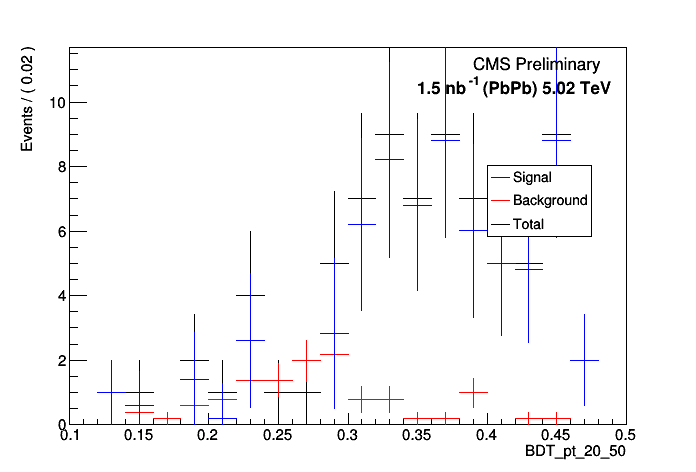 CMS Preliminary
1.5 nb⁻¹ (PbPb) 5.02 TeV
Events / ( 0.02 )
10
8
6
4
2
0
Signal
Background
Total
0.1 0.15 0.2 0.25 0.3 0.35 0.4 0.45 0.5
BDT_pt_20_50